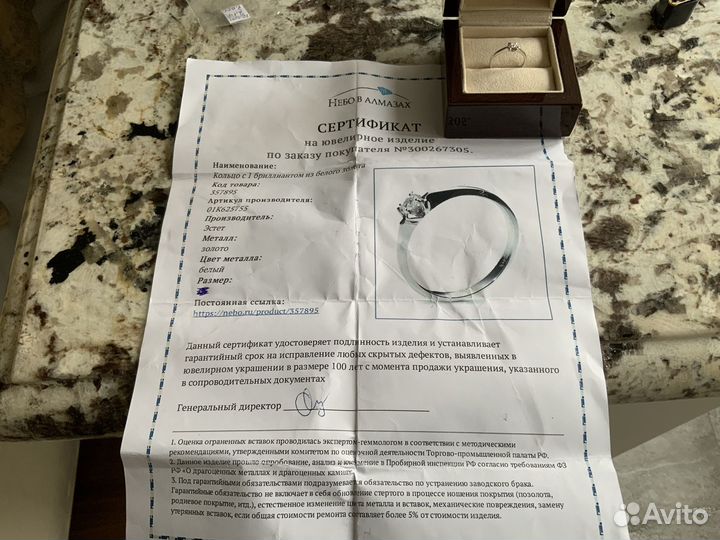 НЕБО В АЛМАЗАХ
СЕРТИФИКАТ
на ювелирное изделие
по заказу покупателя №300267305.
Наименование:
Кольцо с 1 бриллиантом из белого золота
Код товара:
357895
Артикул производителя:
01К625755
Производитель:
Эстет
Металл:
золото
Цвет металла:
белый
Размер:
Постоянная ссылка:
https://nebo.ru/product/357895
Данный сертификат удостоверяет подлинность изделия и устанавливает
гарантийный срок на исправление любых скрытых дефектов, выявленных в
ювелирном украшении в размере 100 лет с момента продажи украшения, указанного
в сопроводительных документах
Генеральный директор
1. Оценка ограненных вставок проводилась экспертом-геммологом в соответствии с методическими
рекомендациями, утвержденными комитетом по оценочной деятельности Торгово-промышленной палаты РФ.
2. Данное изделие прошло опробование, анализ и клеймение в Пробирной инспекции РФ согласно требованиям ФЗ
РФ «О драгоценных металлах и драгоценных камнях»
3. Под гарантийными обязательствами подразумевается обязательство по устранению заводского брака.
Гарантийные обязательство не включает в себя обновление стертого в процессе ношения покрытия (позолота,
родиевое покрытие, итд.), естественное изменение цвета металла и вставок, механические повреждения, замену
утерянных вставок, если общая стоимости ремонта составляет более 5% от стоимости изделия.
Avito